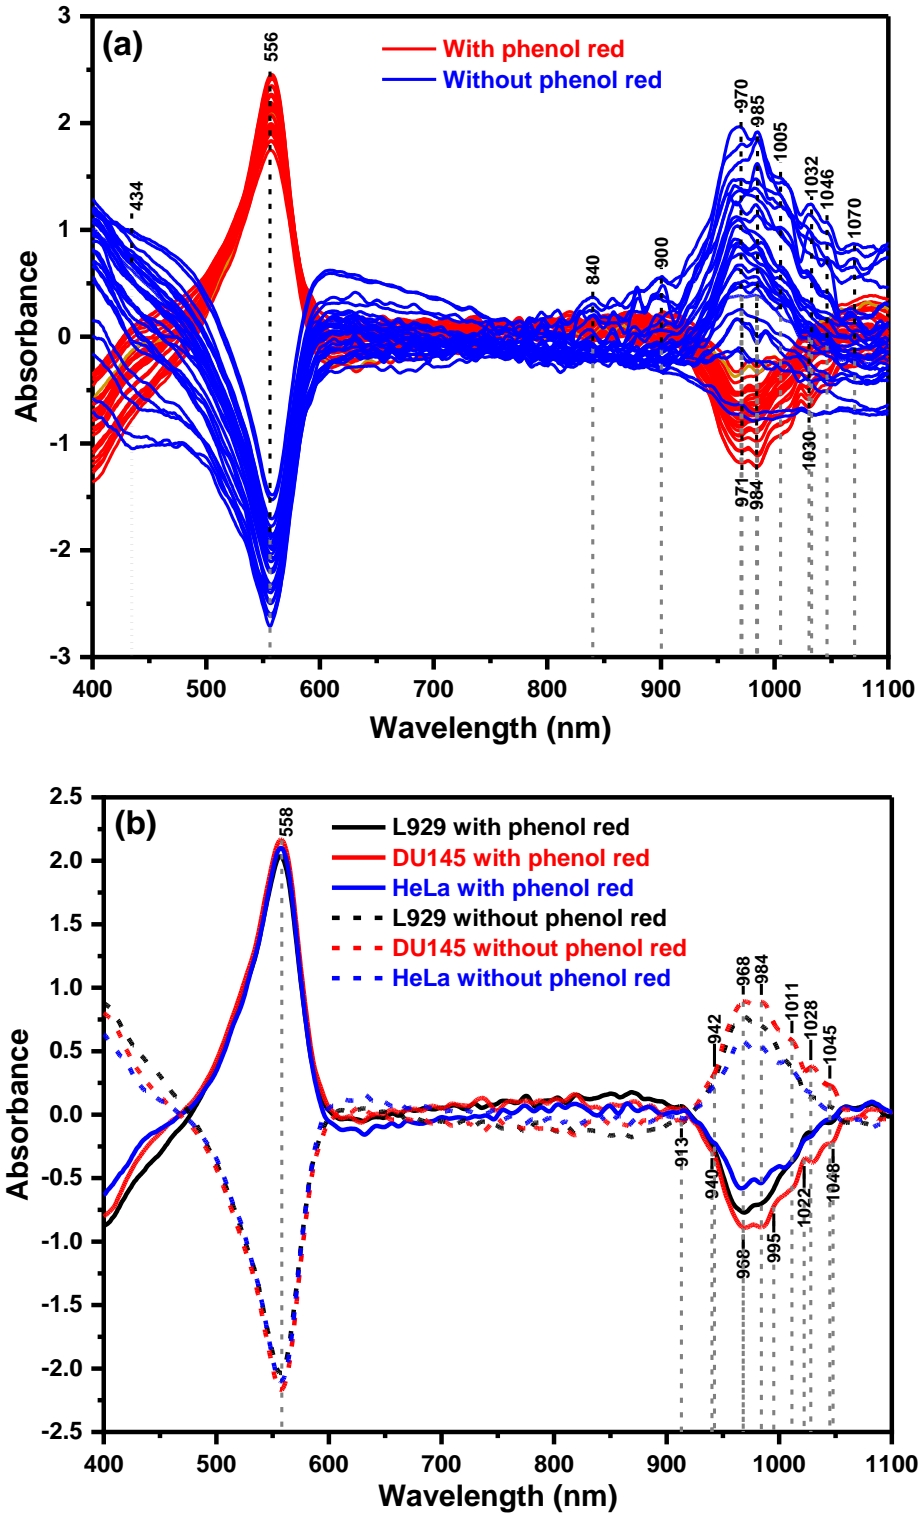 (a)
With phenol red
Without phenol red
556
434
840
900
970
985
1005
1032
1046
1070
971
984
1030
3
2
1
0
-1
-2
-3
Absorbance
400 500 600 700 800 900 1000 1100
Wavelength (nm)
(b)
L929 with phenol red
DU145 with phenol red
HeLa with phenol red
L929 without phenol red
DU145 without phenol red
HeLa without phenol red
558
942
968
984
1011
1028
1045
913
940
968
995
1022
1048
2.5
2.0
1.5
1.0
0.5
0.0
-0.5
-1.0
-1.5
-2.0
-2.5
Absorbance
400 500 600 700 800 900 1000 1100
Wavelength (nm)